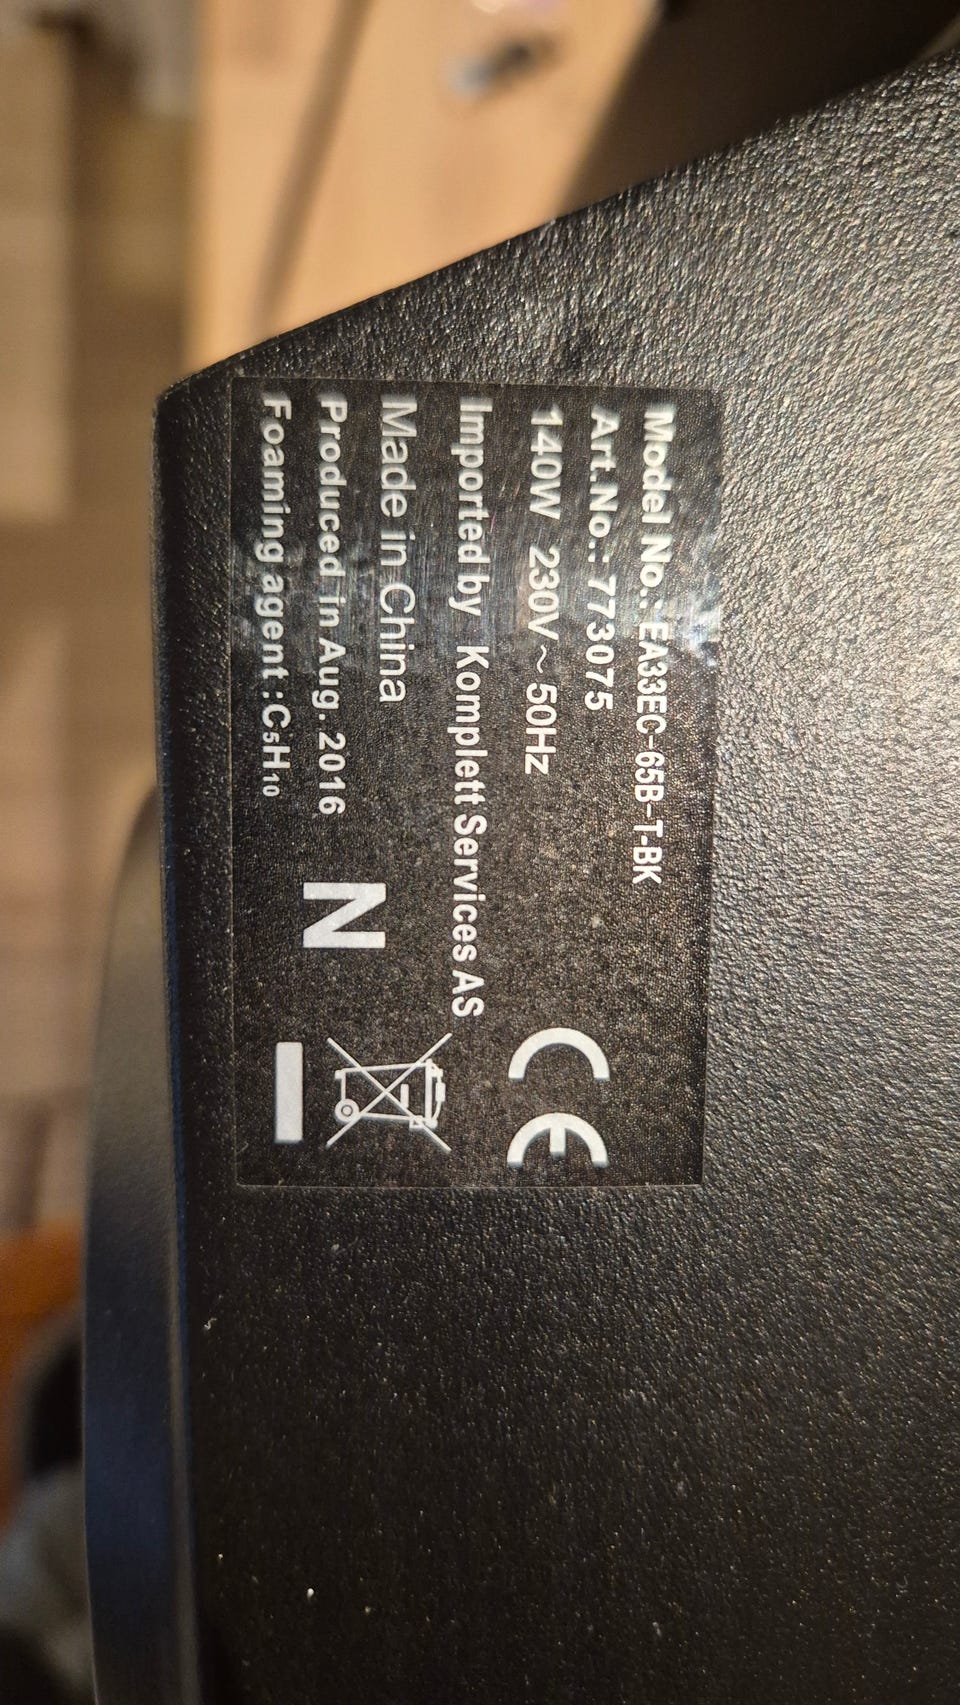 Model No.: EA33EC-65B-T-BK
Art.No.: 773075
140W 230V ~ 50Hz
Imported by Komplett Services AS
Made in China
Produced in Aug. 2016
Foaming agent :C₅H₁₀
N
CE